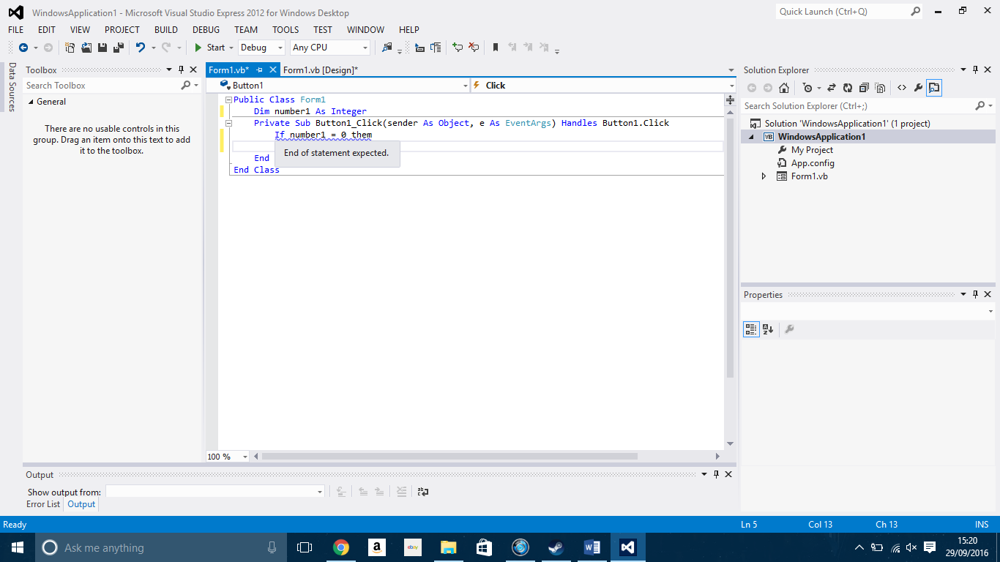 WindowsApplication1 - Microsoft Visual Studio Express 2012 for Windows Desktop
Quick Launch (Ctrl+Q)
FILE EDIT VIEW PROJECT BUILD DEBUG TEAM TOOLS TEST WINDOW HELP
Start Debug Any CPU
Data Sources
Toolbox
Search Toolbox
General
There are no usable controls in this
group. Drag an item onto this text to add
it to the toolbox.
Form1.vb* Form1.vb [Design]*
Button1 Click
Public Class Form1
Dim number1 As Integer
Private Sub Button1_Click(sender As Object, e As EventArgs) Handles Button1.Click
If number1 = 0 them
End of statement expected.
End
End Class
100 %
Solution Explorer
Search Solution Explorer (Ctrl+;)
Solution 'WindowsApplication1' (1 project)
VB WindowsApplication1
My Project
App.config
Form1.vb
Properties
Output
Show output from:
Error List Output
Ready Ln 5 Col 13 Ch 13 INS
Ask me anything
a
ebay
W
15:20
29/09/2016